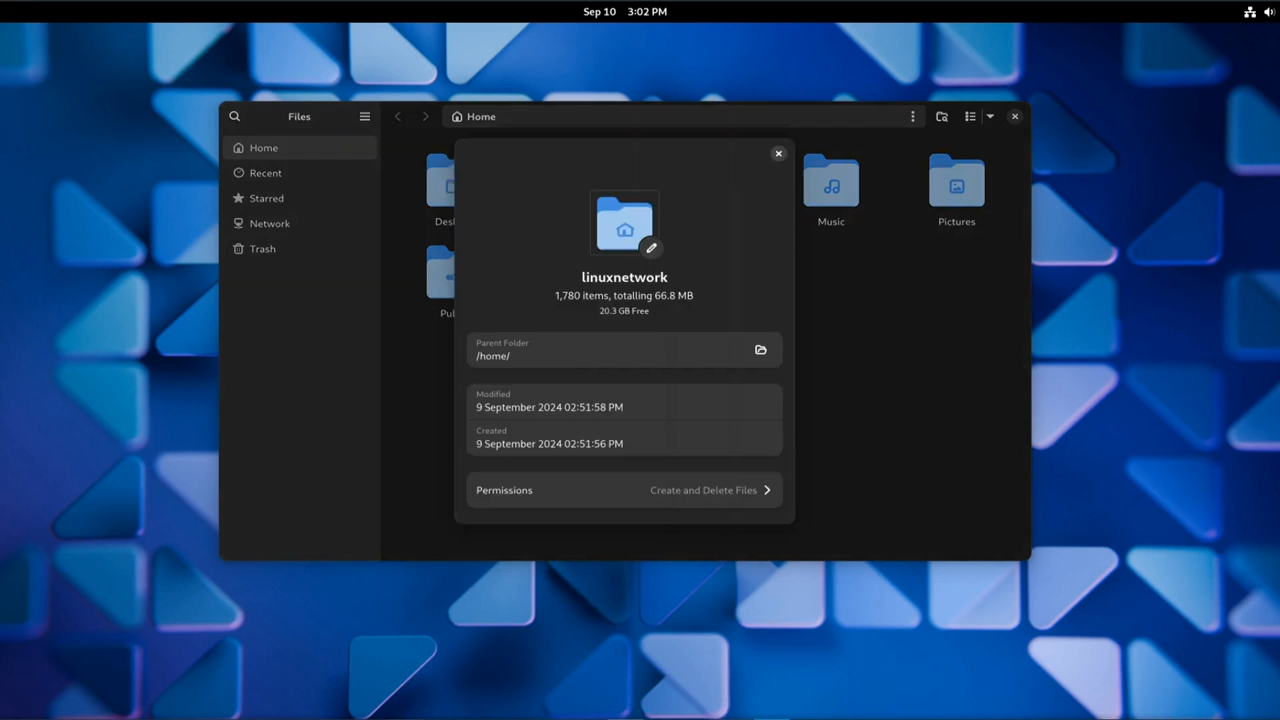 Sep 10 3:02 PM
Files
Home
Home
Recent
Starred
Network
Trash
Music
Pictures
linuxnetwork
1,780 items, totalling 66.8 MB
20.3 GB Free
Parent Folder
/home/
Modified
9 September 2024 02:51:58 PM
Created
9 September 2024 02:51:56 PM
Permissions
Create and Delete Files